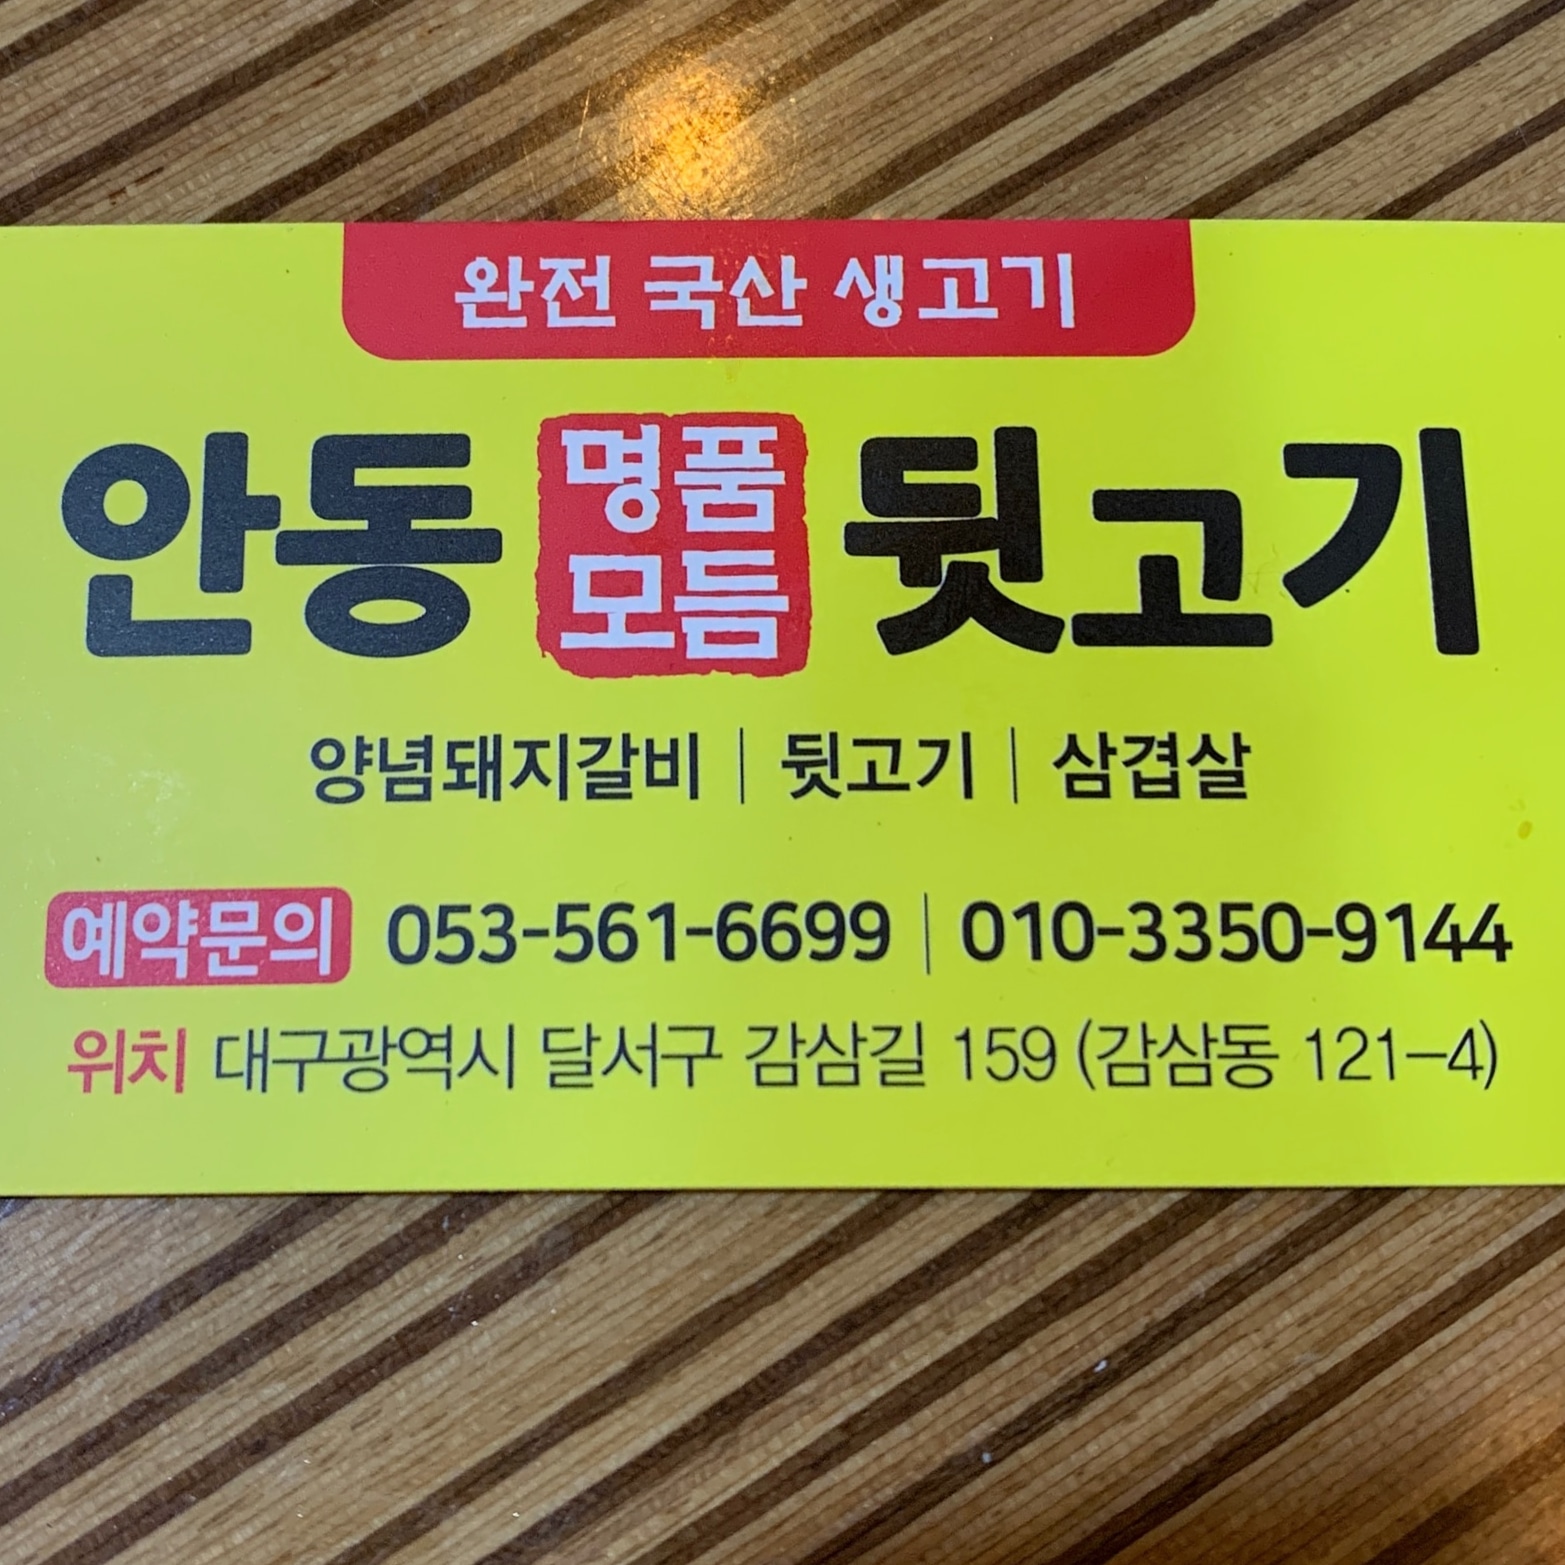 완전 국산 생고기
안동 명품 모듬 뒷고기
양념돼지갈비 | 뒷고기 | 삼겹살
예약문의 053-561-6699 | 010-3350-9144
위치 대구광역시 달서구 감삼길 159 (감삼동 121-4)